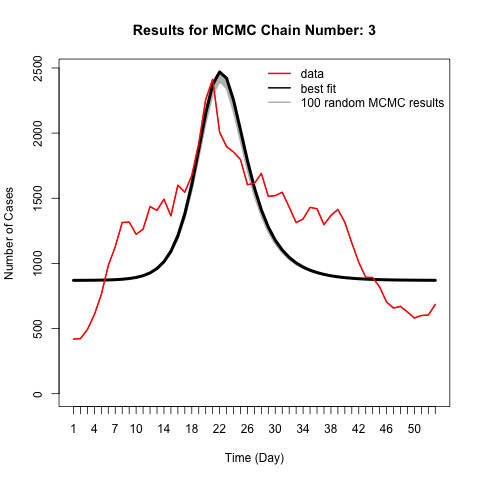 Results for MCMC Chain Number: 3
data
best fit
100 random MCMC results
Number of Cases
2500
2000
1500
1000
500
0
1 4 7 10 14 18 22 26 30 34 38 42 46 50
Time (Day)